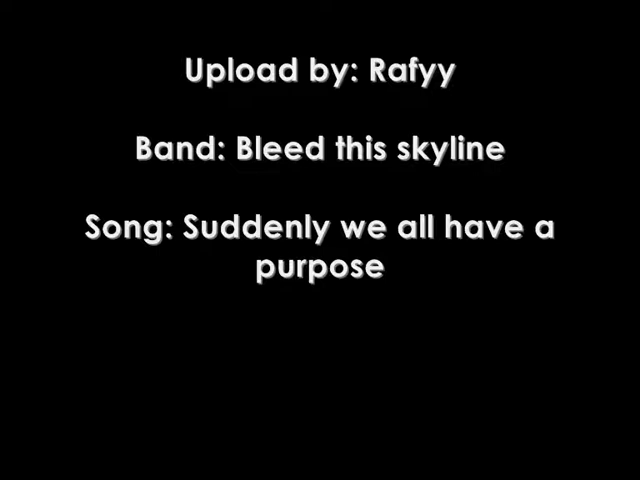 Upload by: Rafyy
Band: Bleed this skyline
Song: Suddenly we all have a
purpose